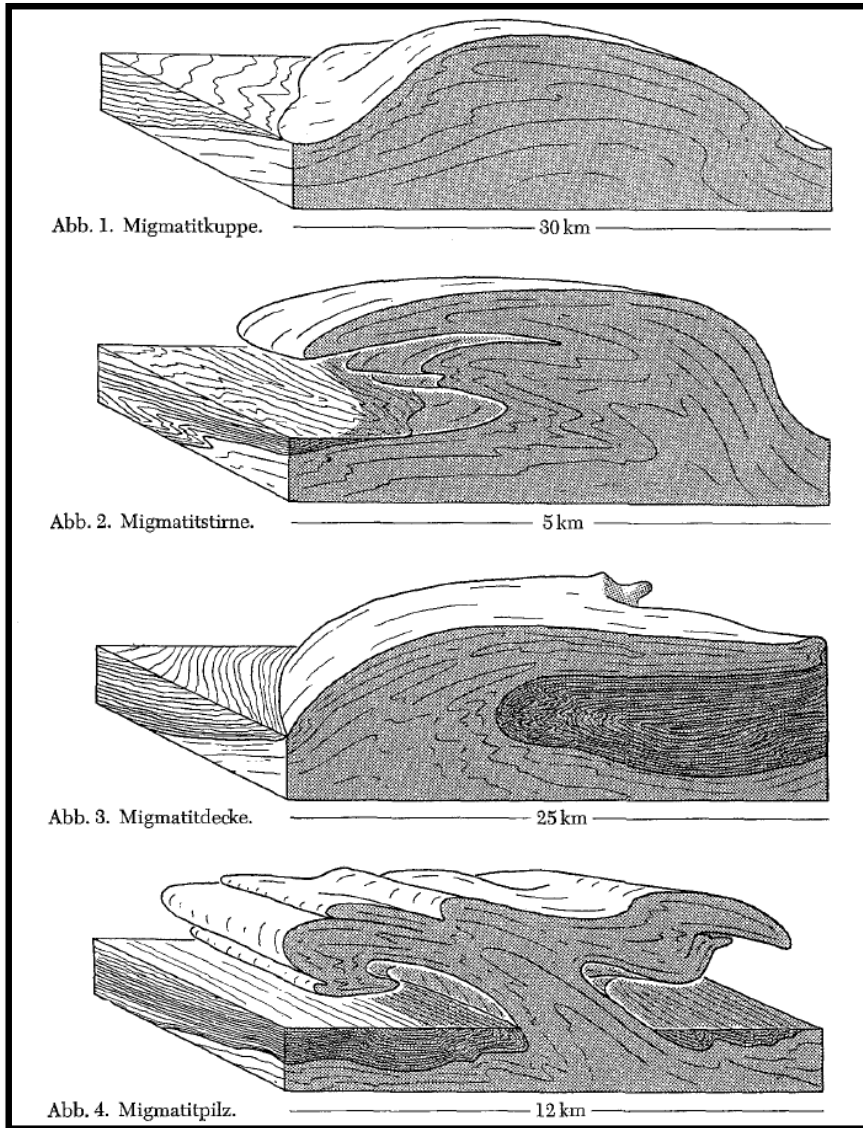 Abb. 1. Migmatitkuppe. 30 km
Abb. 2. Migmatitstirne. 5 km
Abb. 3. Migmatitdecke. 25 km
Abb. 4. Migmatitpilz. 12 km